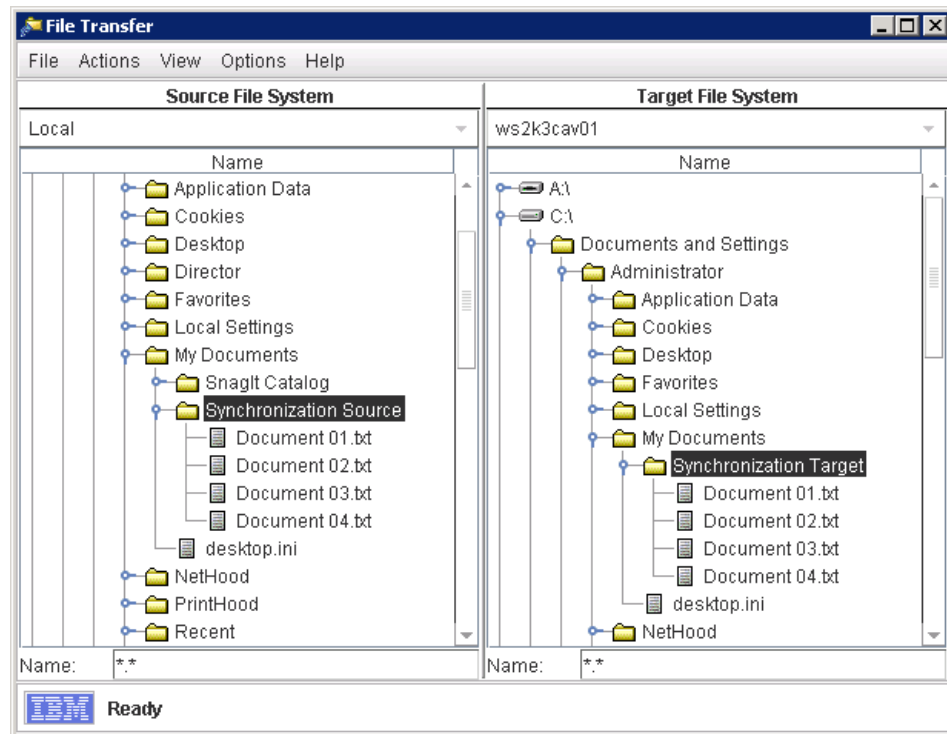 File Transfer
File Actions View Options Help
Source File System
Local
Name
Application Data
Cookies
Desktop
Director
Favorites
Local Settings
My Documents
SnagIt Catalog
Synchronization Source
Document 01.txt
Document 02.txt
Document 03.txt
Document 04.txt
desktop.ini
NetHood
PrintHood
Recent
Name: *.*
Target File System
ws2k3cav01
Name
A:\
C:\
Documents and Settings
Administrator
Application Data
Cookies
Desktop
Favorites
Local Settings
My Documents
Synchronization Target
Document 01.txt
Document 02.txt
Document 03.txt
Document 04.txt
desktop.ini
NetHood
Name: *.*
IBM Ready